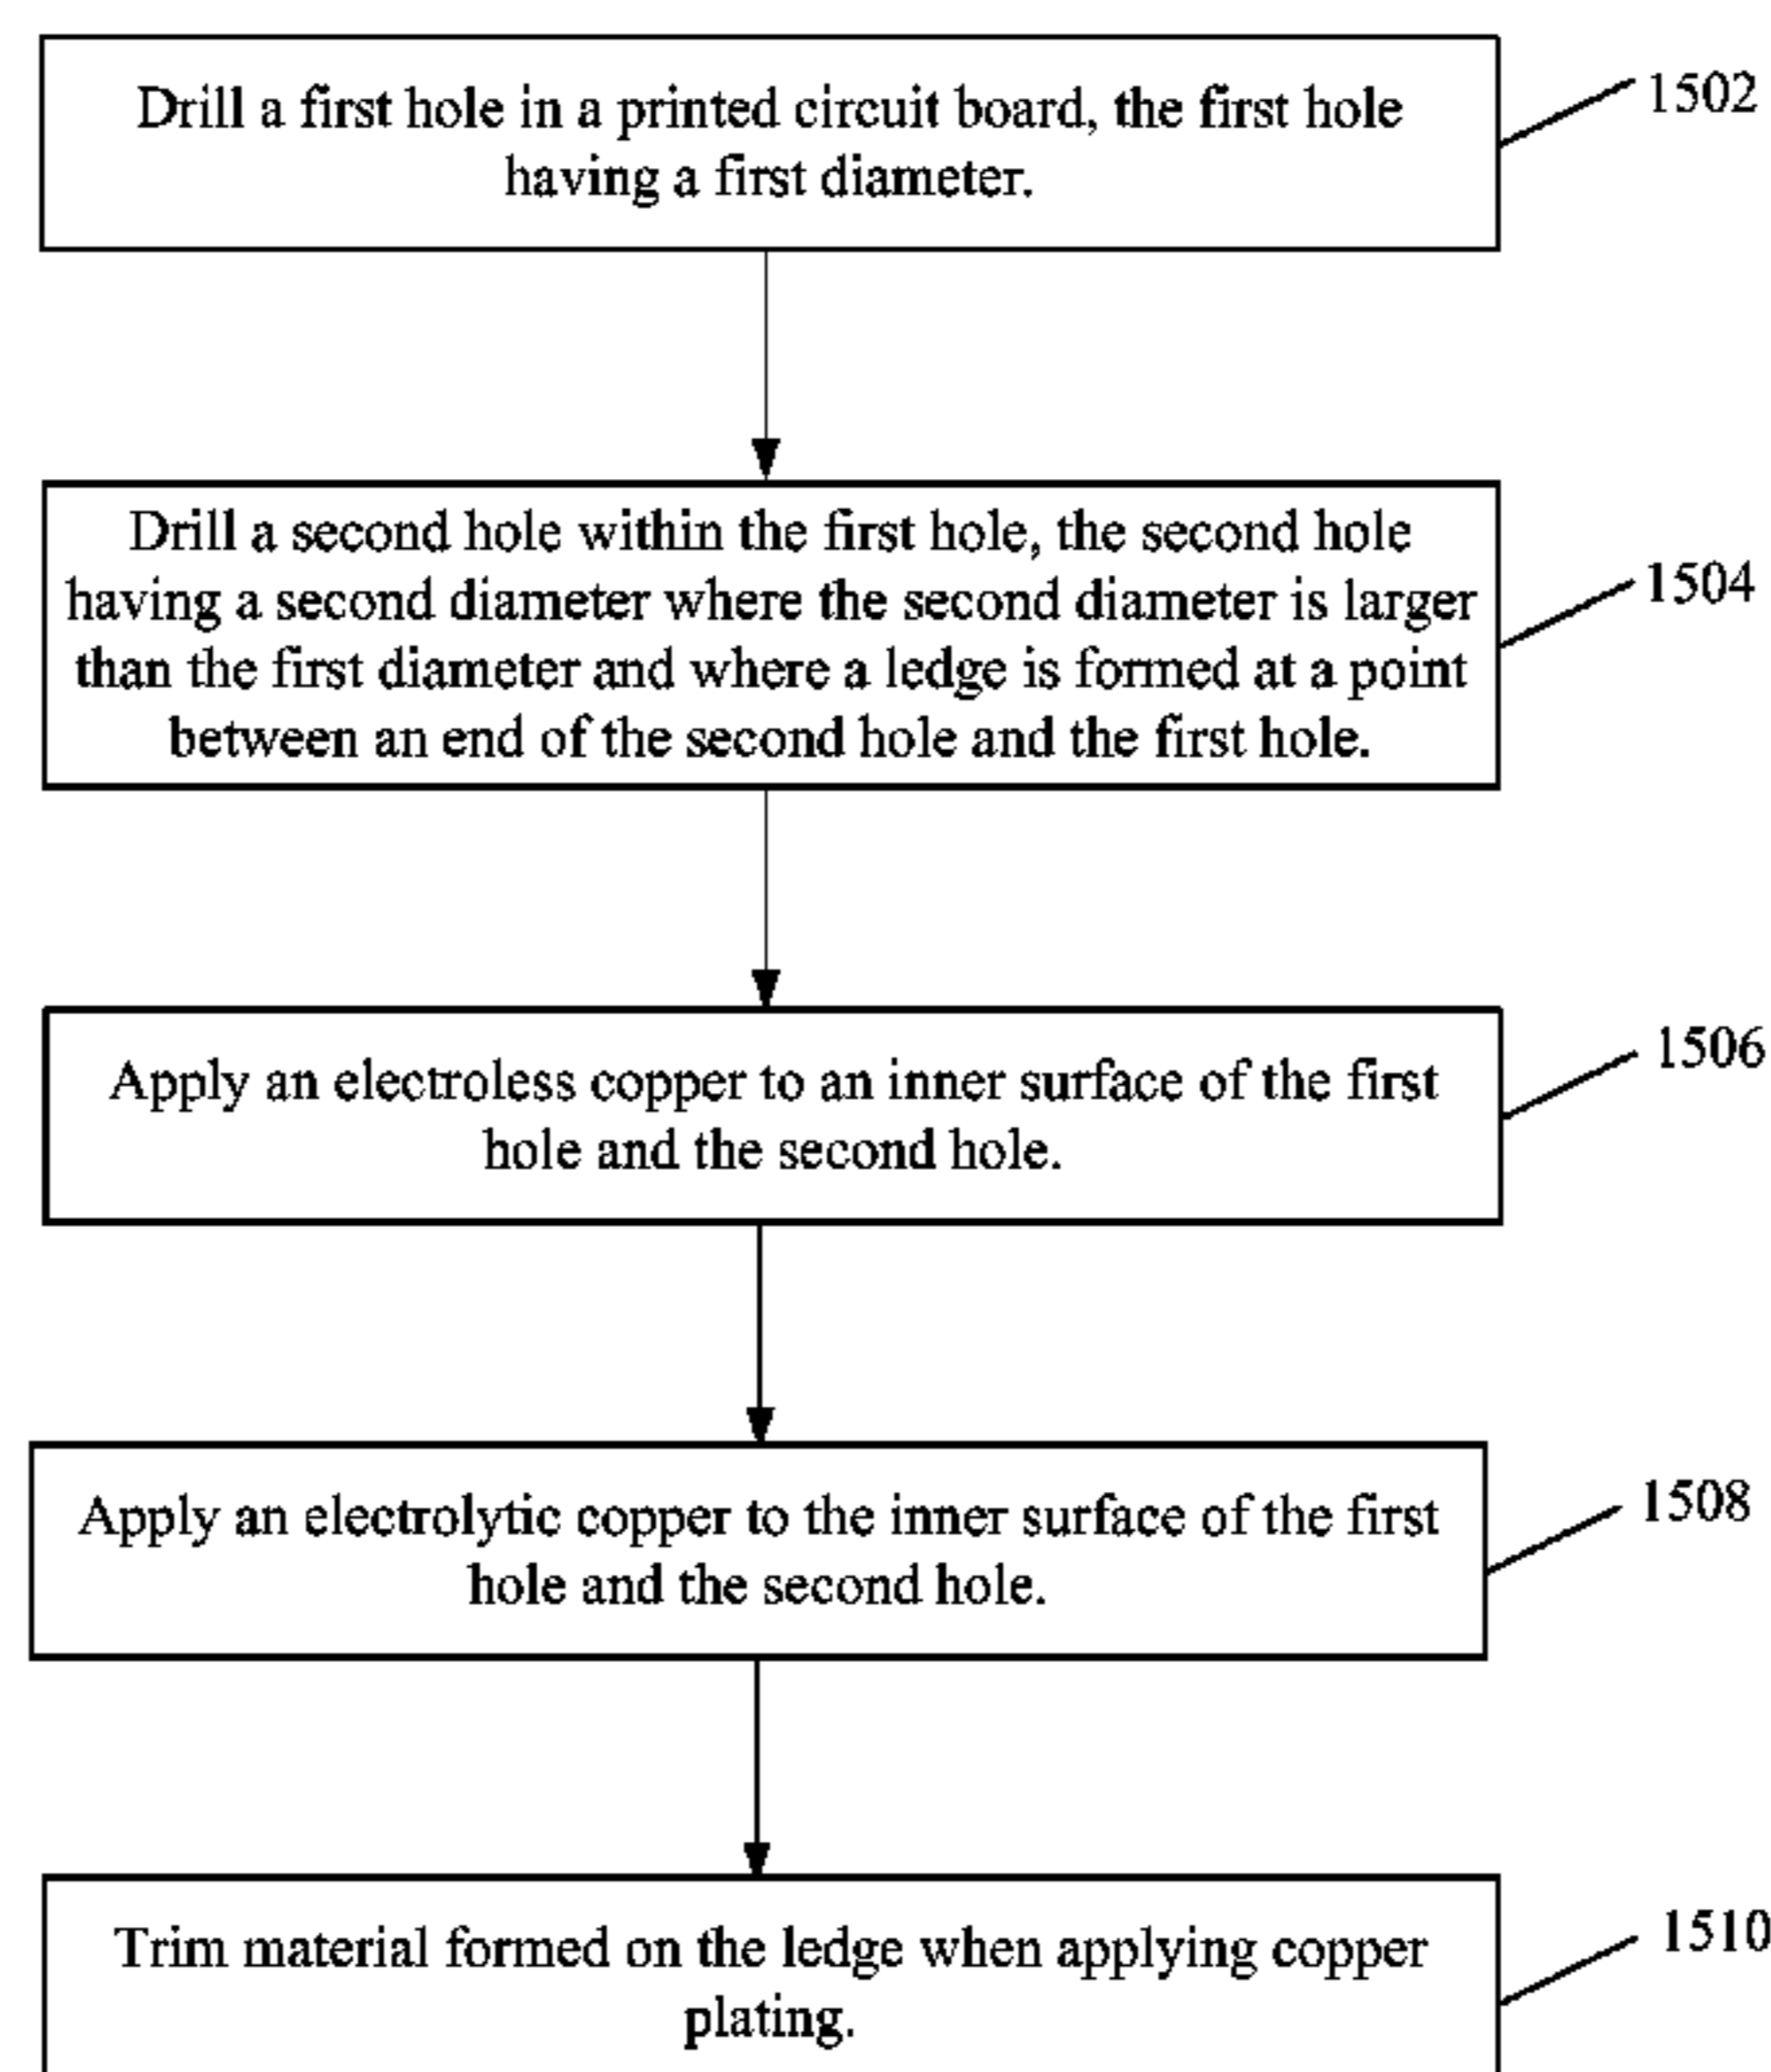 Drill a first hole in a printed circuit board, the first hole
having a first diameter.
1502
Drill a second hole within the first hole, the second hole
having a second diameter where the second diameter is larger
than the first diameter and where a ledge is formed at a point
between an end of the second hole and the first hole.
1504
Apply an electroless copper to an inner surface of the first
hole and the second hole.
1506
Apply an electrolytic copper to the inner surface of the first
hole and the second hole.
1508
Trim material formed on the ledge when applying copper
plating.
1510